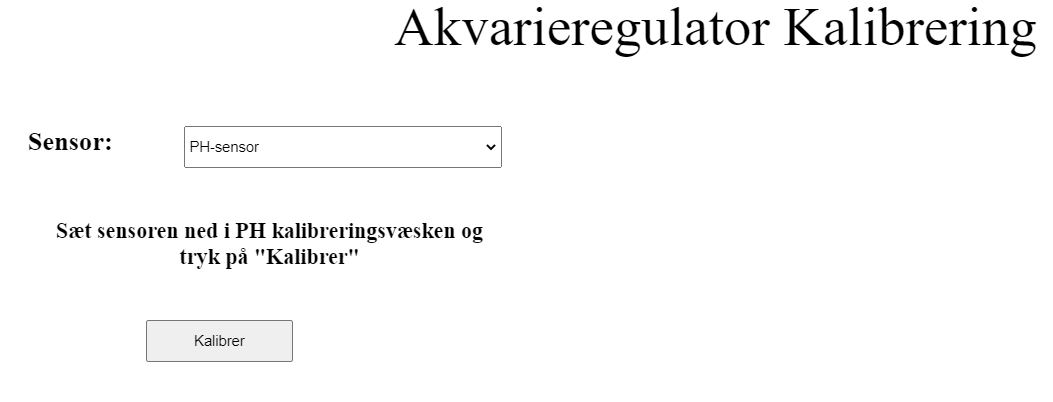 Akvarieregulator Kalibrering
Sensor:
PH-sensor
Sæt sensoren ned i PH kalibreringsvæsken og
tryk på "Kalibrer"
Kalibrer